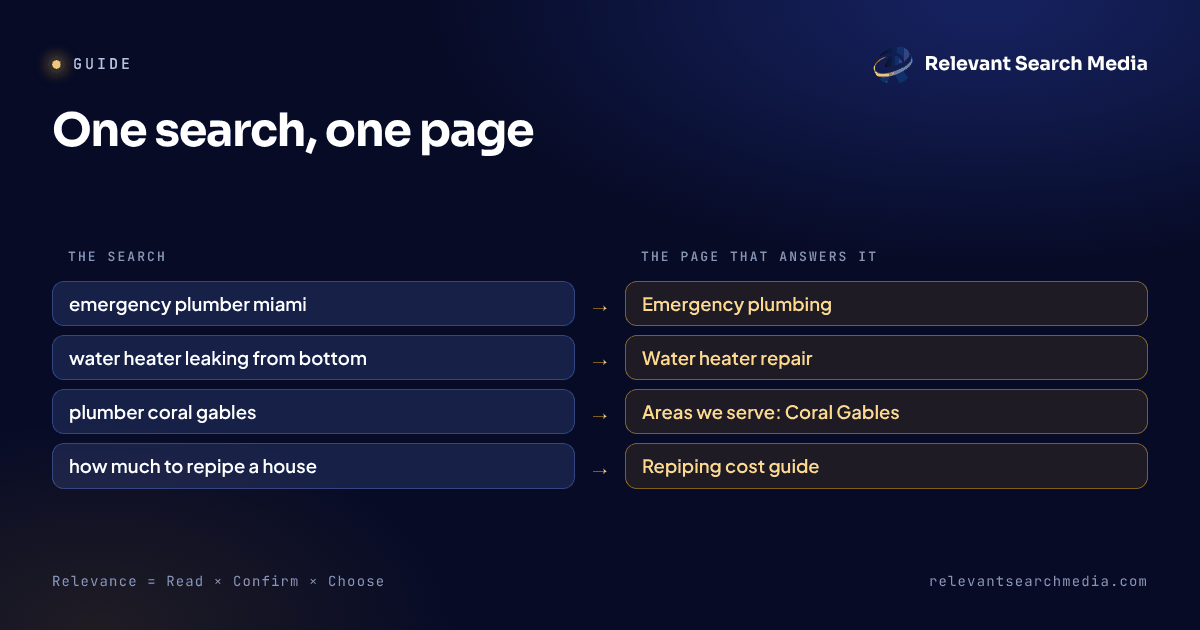 GUIDE
Relevant Search Media
One search, one page
THE SEARCH
THE PAGE THAT ANSWERS IT
emergency plumber miami → Emergency plumbing
water heater leaking from bottom → Water heater repair
plumber coral gables → Areas we serve: Coral Gables
how much to repipe a house → Repiping cost guide
Relevance = Read × Confirm × Choose
relevantsearchmedia.com